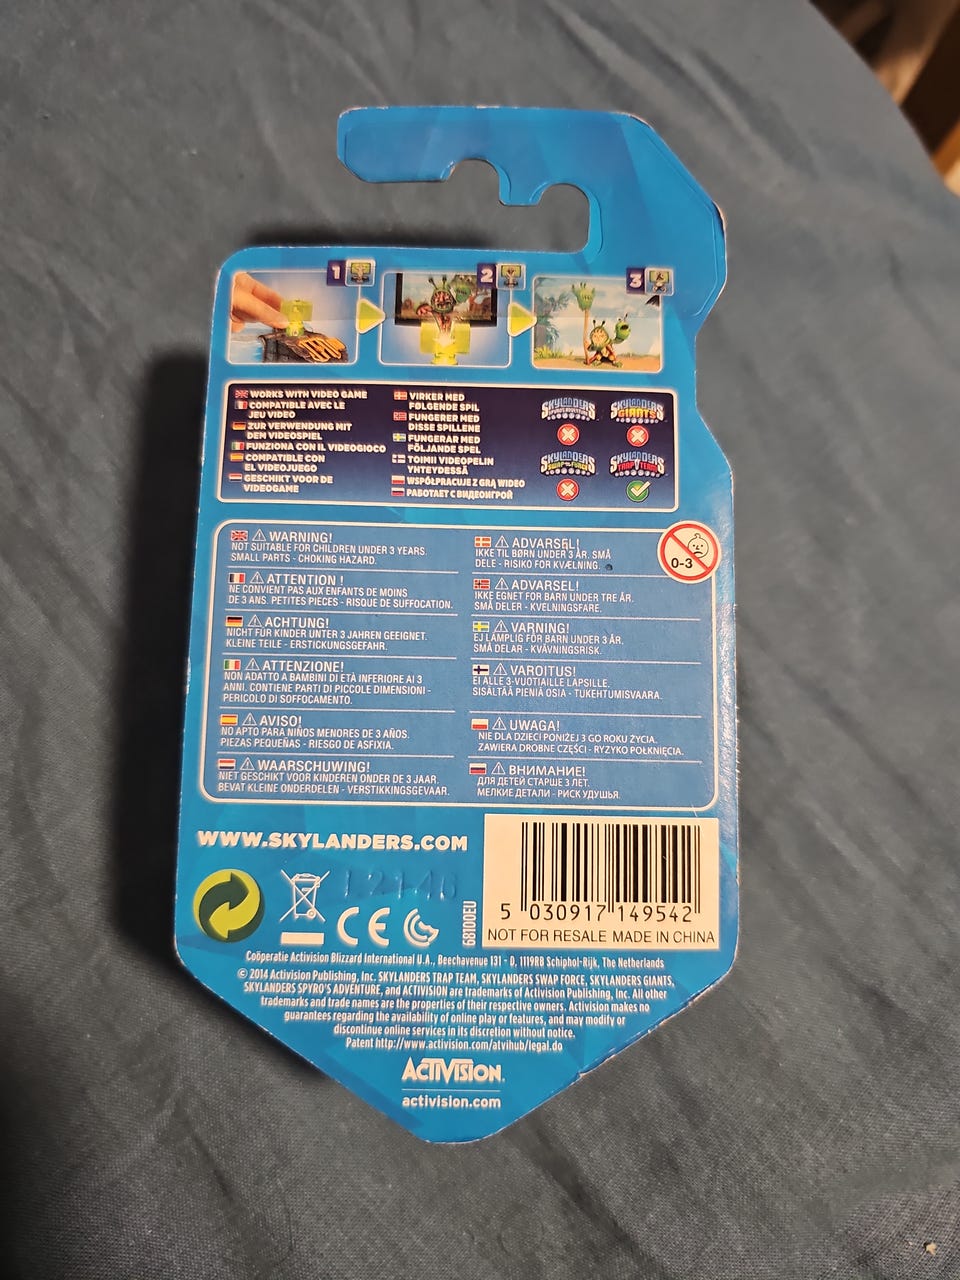 1
2
3
WORKS WITH VIDEO GAME
COMPATIBLE AVEC LE
JEU VIDEO
ZUR VERWENDUNG MIT
DEM VIDEOSPIEL
FUNZIONA CON IL VIDEOGIOCO
COMPATIBLE CON
EL VIDEOJUEGO
GESCHIKT VOOR DE
VIDEOGAME
VIRKER MED
FØLGENDE SPIL
FUNGERER MED
DISSE SPILLENE
FUNGERAR MED
FÖLJANDE SPEL
TOIMII VIDEOPELIN
YHTEYDESSÄ
WSPÓŁPRACUJE Z GRĄ WIDEO
РАБОТАЕТ С ВИДЕОИГРОЙ
SKYLANDERS
SPYRO'S ADVENTURE
SKYLANDERS
GIANTS
SKYLANDERS
SWAP FORCE
SKYLANDERS
TRAP TEAM
WARNING!
NOT SUITABLE FOR CHILDREN UNDER 3 YEARS.
SMALL PARTS - CHOKING HAZARD.
ATTENTION !
NE CONVIENT PAS AUX ENFANTS DE MOINS
DE 3 ANS. PETITES PIECES - RISQUE DE SUFFOCATION.
ACHTUNG!
NICHT FÜR KINDER UNTER 3 JAHREN GEEIGNET.
KLEINE TEILE - ERSTICKUNGSGEFAHR.
ATTENZIONE!
NON ADATTO A BAMBINI DI ETÀ INFERIORE AI 3
ANNI. CONTIENE PARTI DI PICCOLE DIMENSIONI -
PERICOLO DI SOFFOCAMENTO.
AVISO!
NO APTO PARA NIÑOS MENORES DE 3 AÑOS.
PIEZAS PEQUEÑAS - RIESGO DE ASFIXIA.
WAARSCHUWING!
NIET GESCHIKT VOOR KINDEREN ONDER DE 3 JAAR.
BEVAT KLEINE ONDERDELEN - VERSTIKKINGSGEVAAR.
ADVARSEL!
IKKE TIL BØRN UNDER 3 ÅR. SMÅ
DELE - RISIKO FOR KVÆLNING.
ADVARSEL!
IKKE EGNET FOR BARN UNDER TRE ÅR.
SMÅ DELER - KVELNINGSFARE.
VARNING!
EJ LÄMPLIG FÖR BARN UNDER 3 ÅR.
SMÅ DELAR - KVÄVNINGSRISK.
VAROITUS!
EI ALLE 3-VUOTIAILLE LAPSILLE.
SISÄLTÄÄ PIENIÄ OSIA - TUKEHTUMISVAARA.
UWAGA!
NIE DLA DZIECI PONIŻEJ 3 GO ROKU ŻYCIA.
ZAWIERA DROBNE CZĘŚCI - RYZYKO POŁKNIĘCIA.
ВНИМАНИЕ!
ДЛЯ ДЕТЕЙ СТАРШЕ 3 ЛЕТ.
МЕЛКИЕ ДЕТАЛИ - РИСК УДУШЬЯ.
0-3
WWW.SKYLANDERS.COM
CE
68100EU
5 030917 149542
NOT FOR RESALE MADE IN CHINA
Coöperatie Activision Blizzard International U.A., Beechavenue 131 - D, 1119RB Schiphol-Rijk, The Netherlands
© 2014 Activision Publishing, Inc. SKYLANDERS TRAP TEAM, SKYLANDERS SWAP FORCE, SKYLANDERS GIANTS,
SKYLANDERS SPYRO'S ADVENTURE, and ACTIVISION are trademarks of Activision Publishing, Inc. All other
trademarks and trade names are the properties of their respective owners. Activision makes no
guarantees regarding the availability of online play or features, and may modify or
discontinue online services in its discretion without notice.
Patent http://www.activision.com/atvihub/legal.do
ACTIVISION.
activision.com